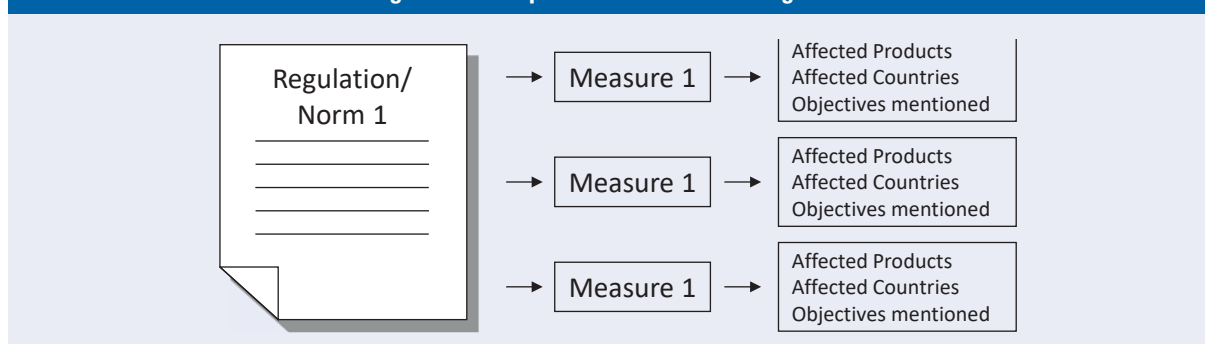 Regulation/
Norm 1
Measure 1
Affected Products
Affected Countries
Objectives mentioned
Measure 1
Affected Products
Affected Countries
Objectives mentioned
Measure 1
Affected Products
Affected Countries
Objectives mentioned